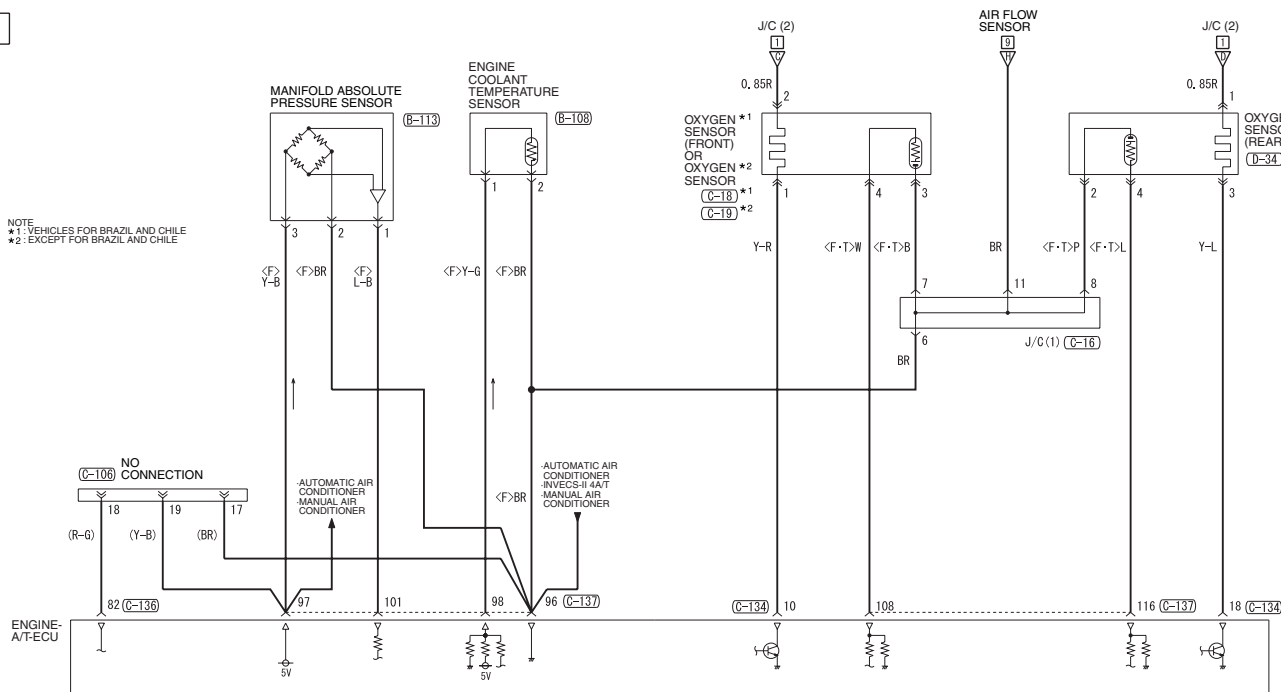 J/C (2)
1
C
0.85R
2
AIR FLOW
SENSOR
9
H
J/C (2)
1
D
0.85R
1
MANIFOLD ABSOLUTE
PRESSURE SENSOR
(B-113)
ENGINE
COOLANT
TEMPERATURE
SENSOR
(B-108)
OXYGEN *1
SENSOR
(FRONT)
OR
OXYGEN *2
SENSOR
(C-18) *1
(C-19) *2
OXYGE
SENSO
(REAR
(D-34)
NOTE
*1 : VEHICLES FOR BRAZIL AND CHILE
*2 : EXCEPT FOR BRAZIL AND CHILE
3 2 1
1 2
1 4 3
2 4 3
<F>
Y-B
<F>BR
<F>
L-B
<F>Y-G
<F>BR
Y-R
<F·T>W
<F·T>B
BR
<F·T>P
<F·T>L
Y-L
7 11 8
6
J/C(1) (C-16)
BR
(C-106)
NO
CONNECTION
18 19 17
(R-G) (Y-B) (BR)
-AUTOMATIC AIR
CONDITIONER
-MANUAL AIR
CONDITIONER
<F>BR
-AUTOMATIC AIR
CONDITIONER
-INVECS-II 4A/T
-MANUAL AIR
CONDITIONER
82 (C-136)
97
101
98
96 (C-137)
(C-134) 10
108
116 (C-137)
18 (C-134)
ENGINE-
A/T-ECU
5V
5V